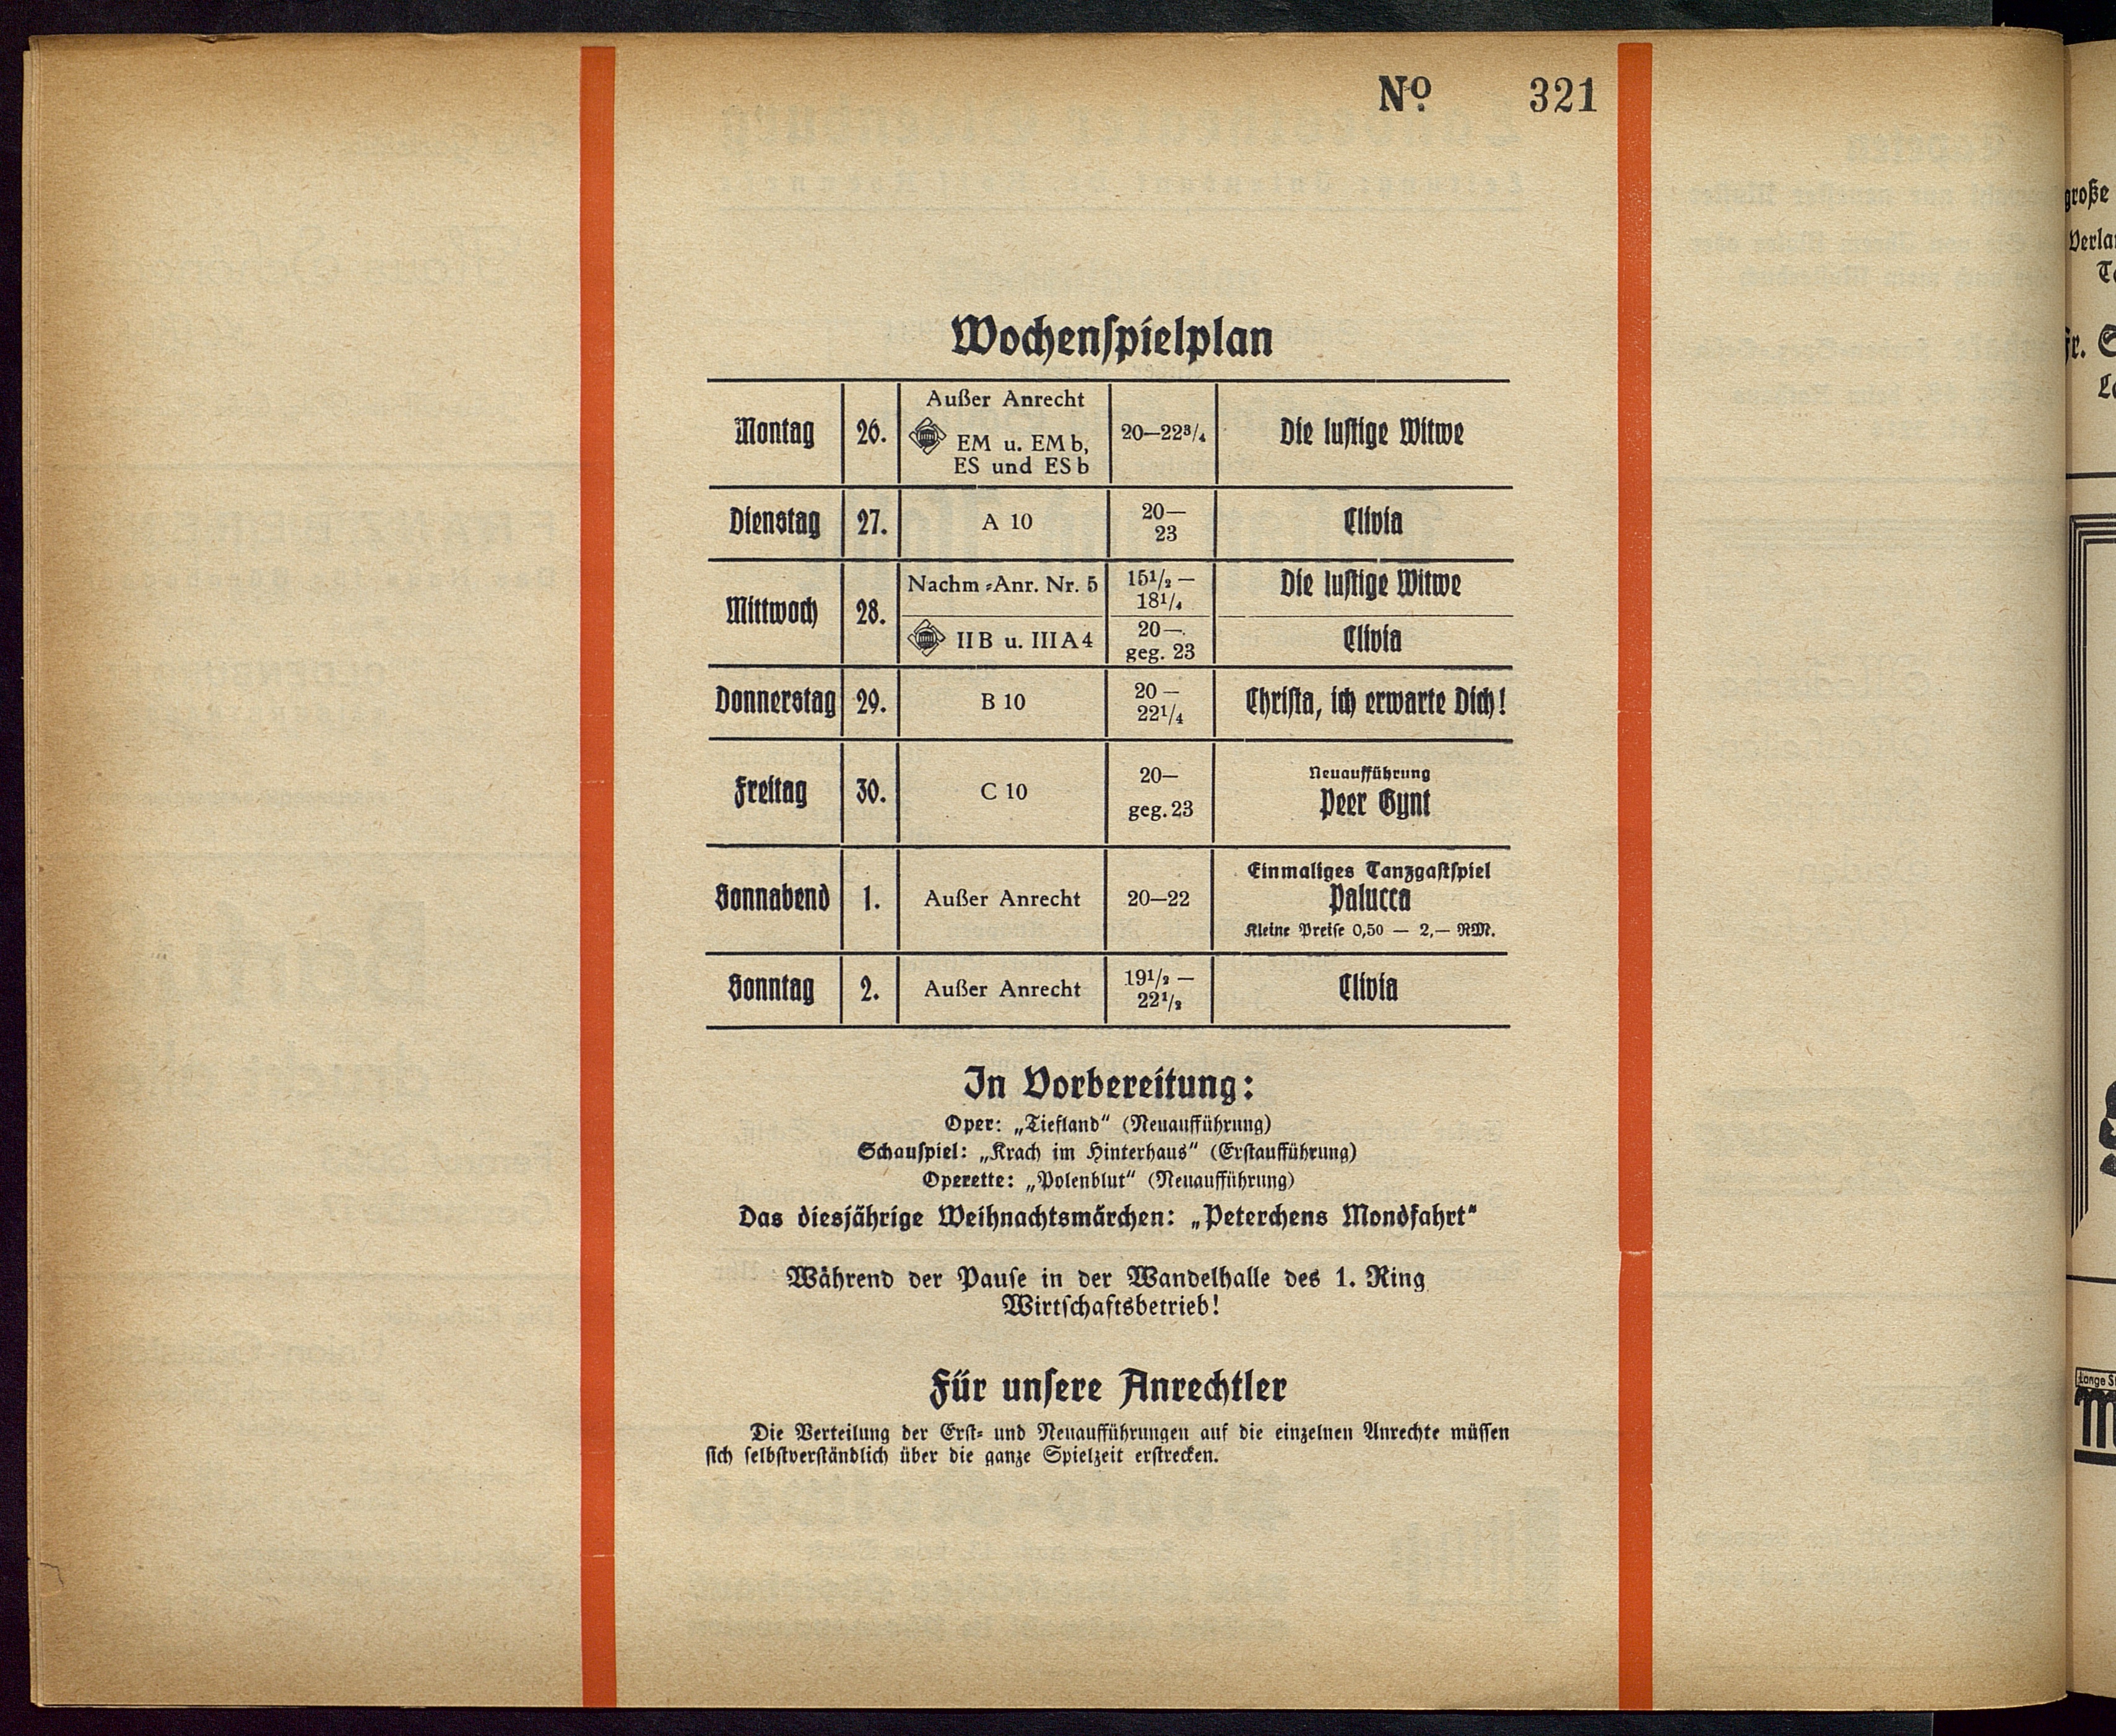 Nº 321
Wochenspielplan
Montag 26. Außer Anrecht
EM u. EM b,
ES und ES b
20—22³/₄ Die lustige Witwe
Dienstag 27. A 10 20—
23
Clivia
Mittwoch 28. Nachm.-Anr. Nr. 5 15¹/₂ —
18¹/₄
Die lustige Witwe
II B u. III A 4 20—
geg. 23
Clivia
Donnerstag 29. B 10 20 —
22¹/₄
Christa, ich erwarte Dich!
Freitag 30. C 10 20—
geg. 23
Neuaufführung
Peer Gynt
Sonnabend 1. Außer Anrecht 20—22 Einmaliges Tanzgastspiel
Palucca
Kleine Preise 0,50 — 2,— RM.
Sonntag 2. Außer Anrecht 19¹/₂ —
22¹/₂
Clivia
In Vorbereitung:
Oper: „Tiefland“ (Neuaufführung)
Schauspiel: „Krach im Hinterhaus“ (Erstaufführung)
Operette: „Polenblut“ (Neuaufführung)
Das diesjährige Weihnachtsmärchen: „Peterchens Mondfahrt“
Während der Pause in der Wandelhalle des 1. Ring
Wirtschaftsbetrieb!
Für unsere Anrechtler
Die Verteilung der Erst- und Neuaufführungen auf die einzelnen Anrechte müssen
sich selbstverständlich über die ganze Spielzeit erstrecken.
große